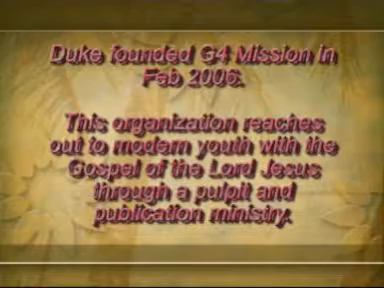 Duke founded G4 Mission in
Feb 2006.
This organization reaches
out to modern youth with the
Gospel of the Lord Jesus
through a pulpit and
publication ministry.